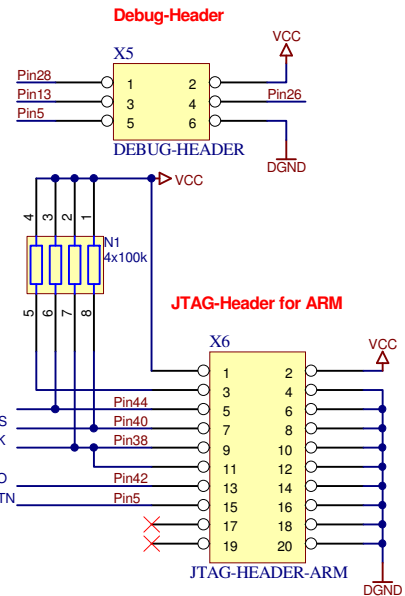 Debug-Header
VCC
X5
Pin28 1 2
Pin13 3 4 Pin26
Pin5 5 6
DEBUG-HEADER
DGND
VCC
4 3 2 1
N1
4x100k
5 6 7 8
JTAG-Header for ARM
X6
VCC
1 2
3 4
Pin44 5 6
S Pin40 7 8
K Pin38 9 10
11 12
O Pin42 13 14
TN Pin5 15 16
17 18
19 20
JTAG-HEADER-ARM
DGND